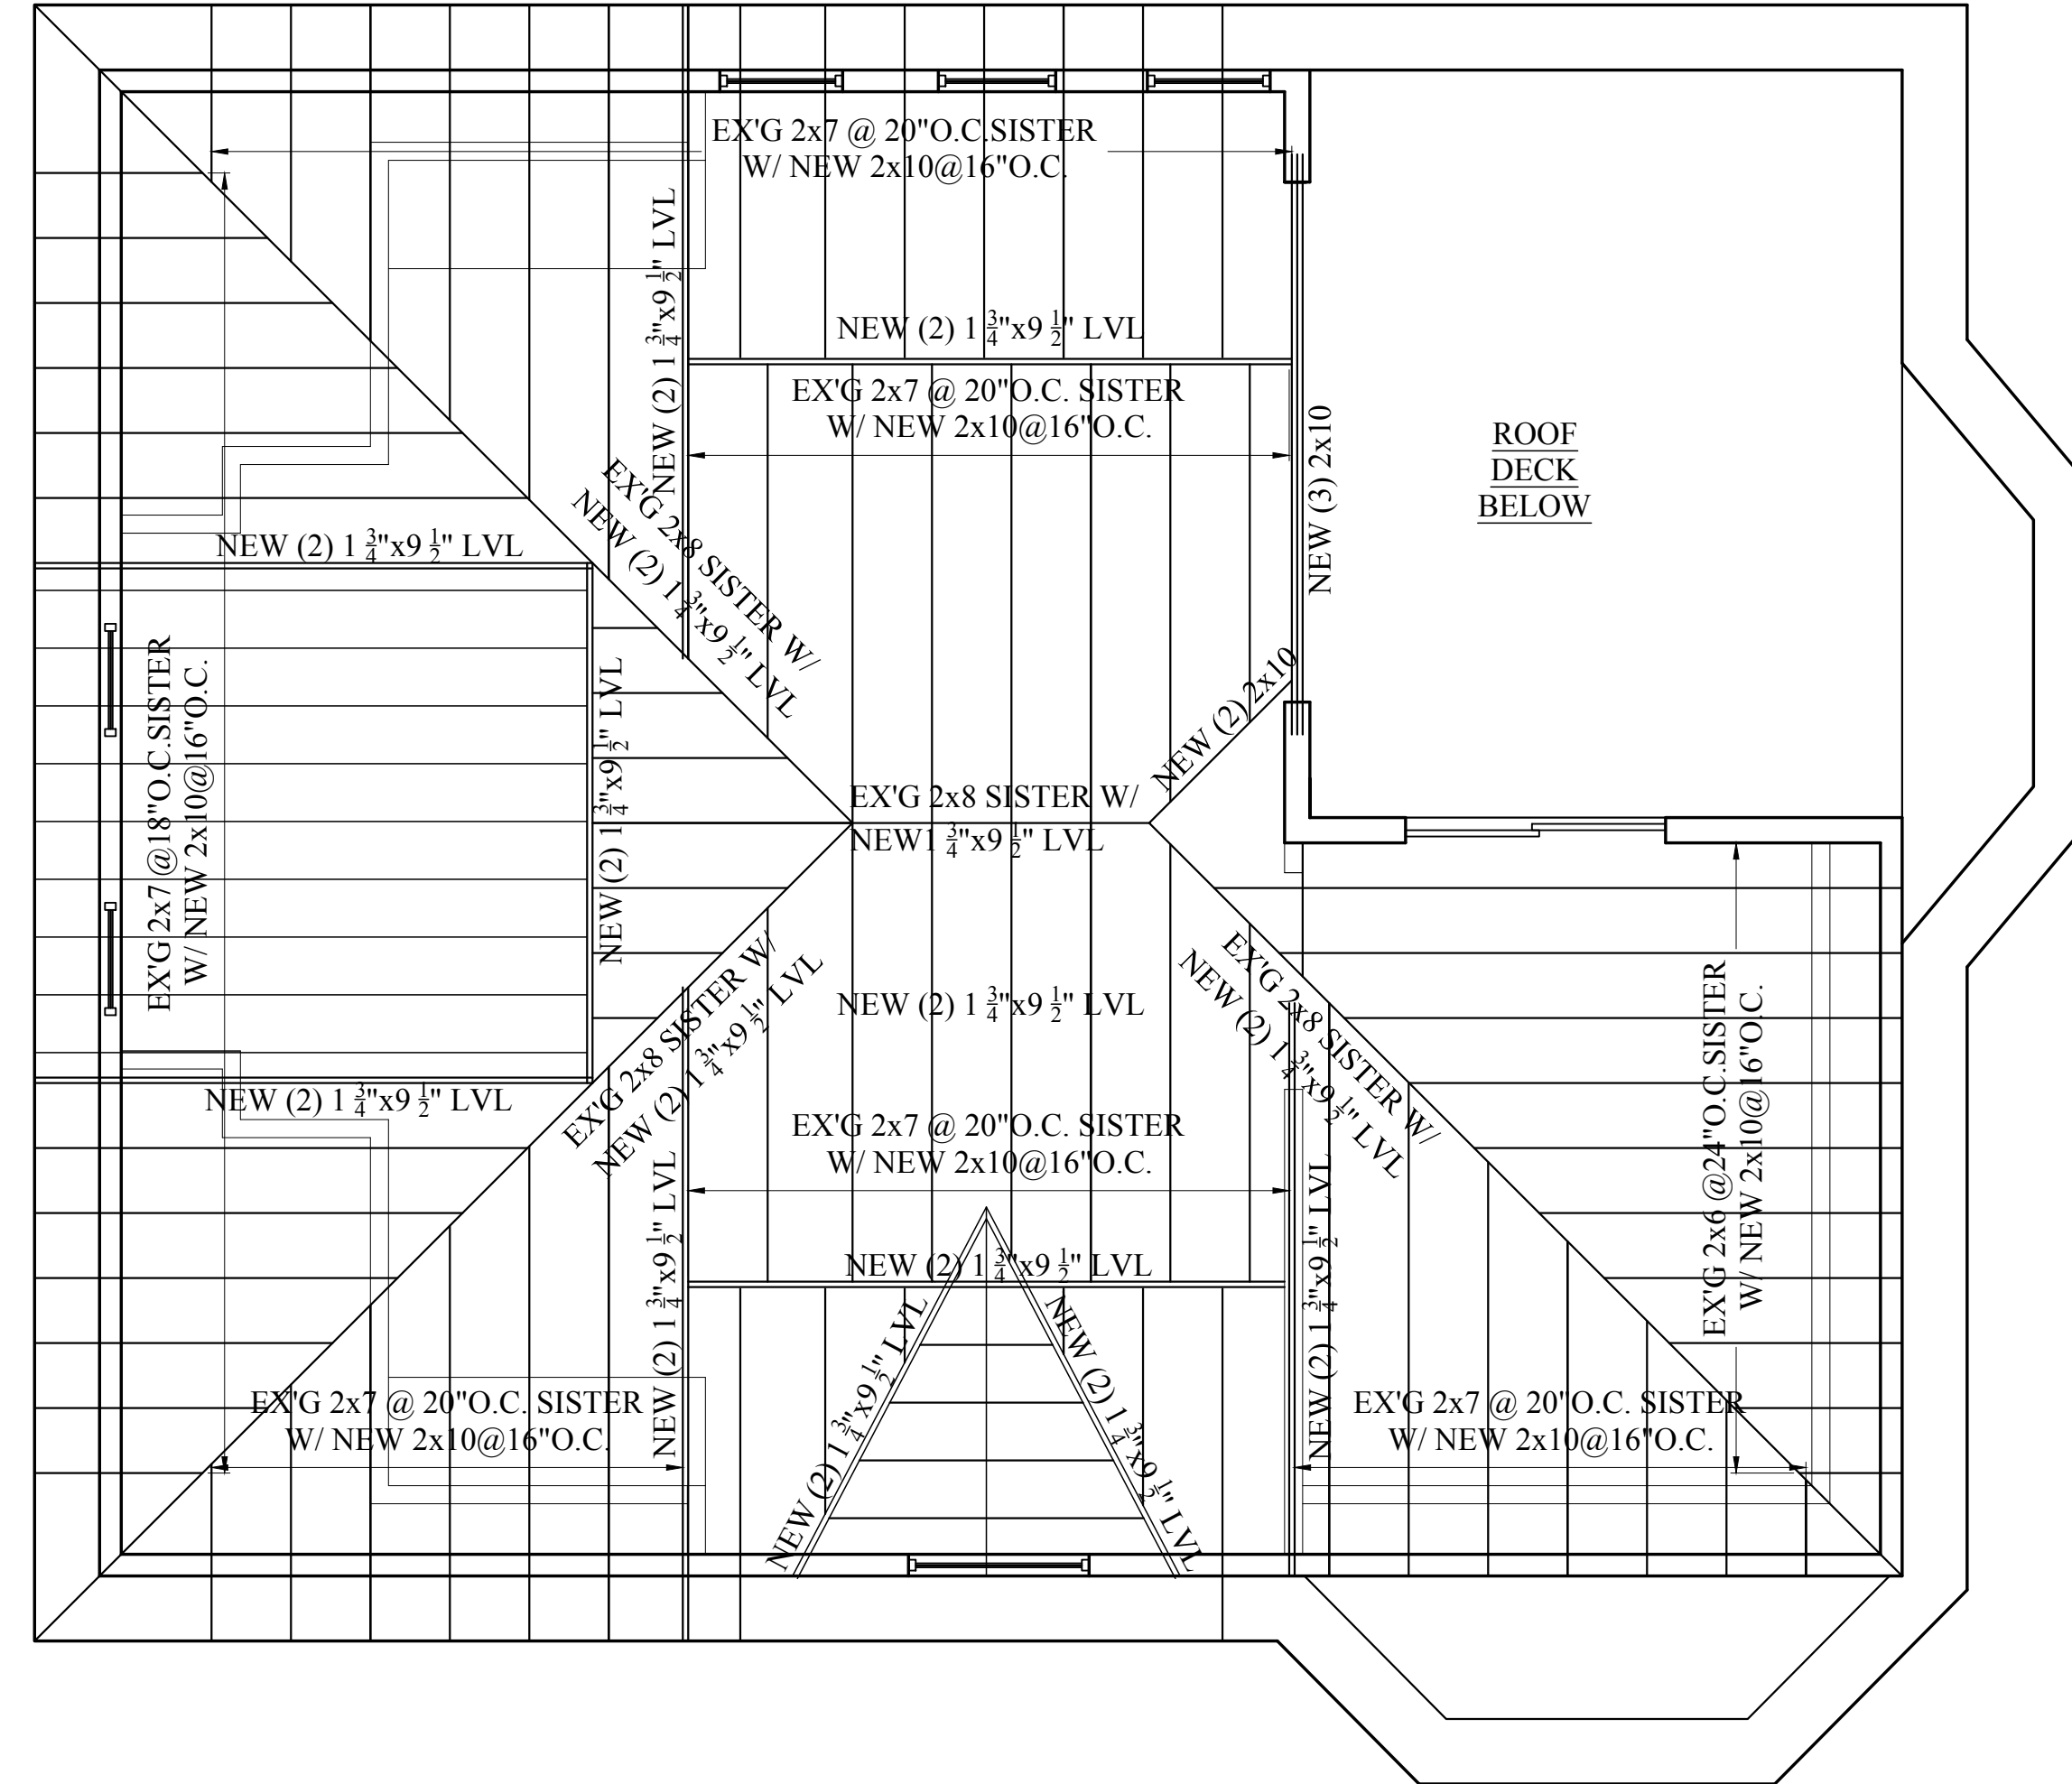 EX'G 2x7 @ 20"O.C.SISTER
W/ NEW 2x10@16"O.C.
NEW (2) 1 3/4"x9 1/2" LVL
NEW (2) 1 3/4"x9 1/2" LVL
EX'G 2x7 @ 20"O.C. SISTER
W/ NEW 2x10@16"O.C.
NEW (3) 2x10
ROOF
DECK
BELOW
EX'G 2x8 SISTER W/
NEW (2) 1 3/4"x9 1/2" LVL
NEW (2) 1 3/4"x9 1/2" LVL
EX'G 2x7 @18"O.C.SISTER
W/ NEW 2x10@16"O.C.
NEW (2) 1 3/4"x9 1/2" LVL
NEW (2) 2x10
EX'G 2x8 SISTER W/
NEW1 3/4"x9 1/2" LVL
EX'G 2x8 SISTER W/
NEW (2) 1 3/4"x9 1/2" LVL
NEW (2) 1 3/4"x9 1/2" LVL
EX'G 2x8 SISTER W/
NEW (2) 1 3/4"x9 1/2" LVL
EX'G 2x6 @24"O.C.SISTER
W/ NEW 2x10@16"O.C.
NEW (2) 1 3/4"x9 1/2" LVL
EX'G 2x7 @ 20"O.C. SISTER
W/ NEW 2x10@16"O.C.
NEW (2) 1 3/4"x9 1/2" LVL
NEW (2) 1 3/4"x9 1/2" LVL
NEW (2) 1 3/4"x9 1/2" LVL
NEW (2) 1 3/4"x9 1/2" LVL
NEW (2) 1 3/4"x9 1/2" LVL
EX'G 2x7 @ 20"O.C. SISTER
W/ NEW 2x10@16"O.C.
EX'G 2x7 @ 20"O.C. SISTER
W/ NEW 2x10@16"O.C.